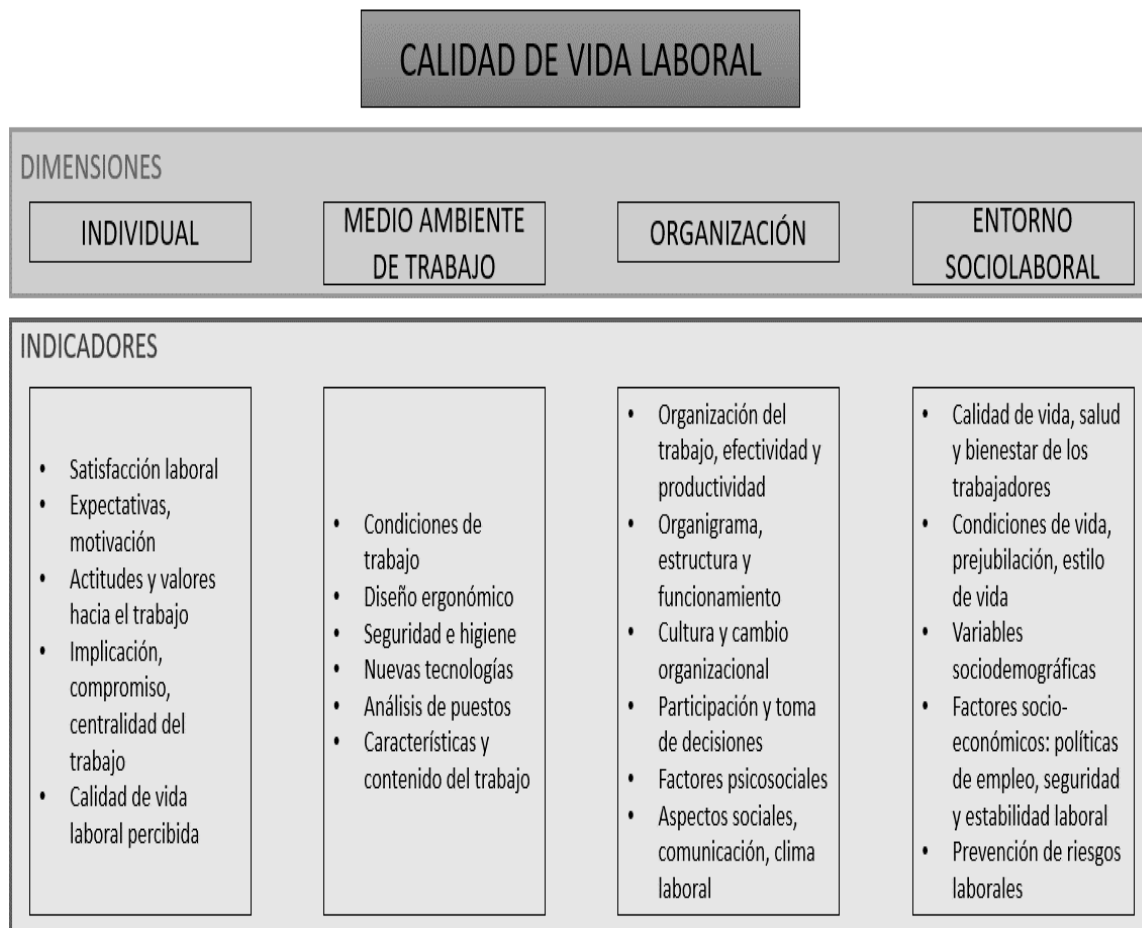 CALIDAD DE VIDA LABORAL
DIMENSIONES
INDIVIDUAL
MEDIO AMBIENTE
DE TRABAJO
ORGANIZACIÓN
ENTORNO
SOCIOLABORAL
INDICADORES
• Satisfacción laboral
• Expectativas,
motivación
• Actitudes y valores
hacia el trabajo
• Implicación,
compromiso,
centralidad del
trabajo
• Calidad de vida
laboral percibida
• Condiciones de
trabajo
• Diseño ergonómico
• Seguridad e higiene
• Nuevas tecnologías
• Análisis de puestos
• Características y
contenido del trabajo
• Organización del
trabajo, efectividad y
productividad
• Organigrama,
estructura y
funcionamiento
• Cultura y cambio
organizacional
• Participación y toma
de decisiones
• Factores psicosociales
• Aspectos sociales,
comunicación, clima
laboral
• Calidad de vida, salud
y bienestar de los
trabajadores
• Condiciones de vida,
prejubilación, estilo
de vida
• Variables
sociodemográficas
• Factores socio-
económicos: políticas
de empleo, seguridad
y estabilidad laboral
• Prevención de riesgos
laborales